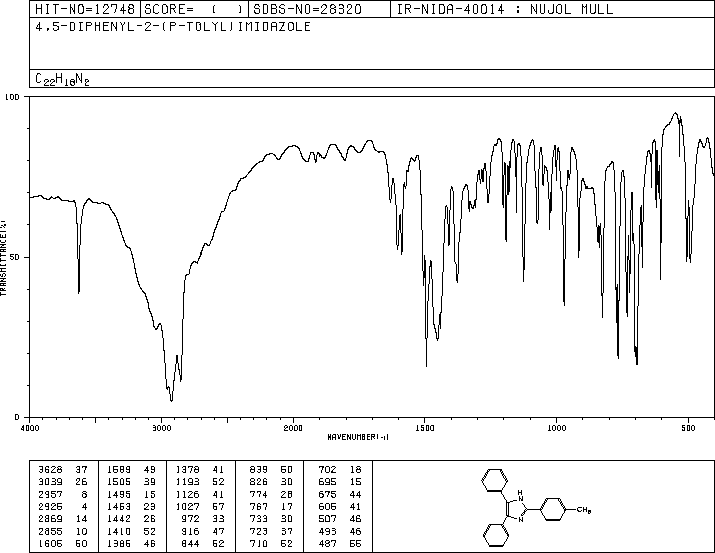 HIT-NO=12748 SCORE= ( ) SDBS-NO=28320 IR-NIDA-40014 : NUJOL MULL
4,5-DIPHENYL-2-(P-TOLYL)IMIDAZOLE
C22H18N2
100
TRANSMITTANCE(%)
50
0
4000 3000 2000 1500 1000 500
WAVENUMBER(-1)
3628 37 1589 49 1378 41 839 50 702 18
3039 26 1505 39 1193 52 826 30 695 15
2957 8 1495 15 1126 41 774 28 675 44
2925 4 1463 23 1027 57 767 17 605 41
2869 14 1442 26 972 33 733 30 507 46
2855 10 1410 52 916 47 723 37 493 46
1605 50 1385 46 844 52 710 52 487 55
H
N
N
CH3